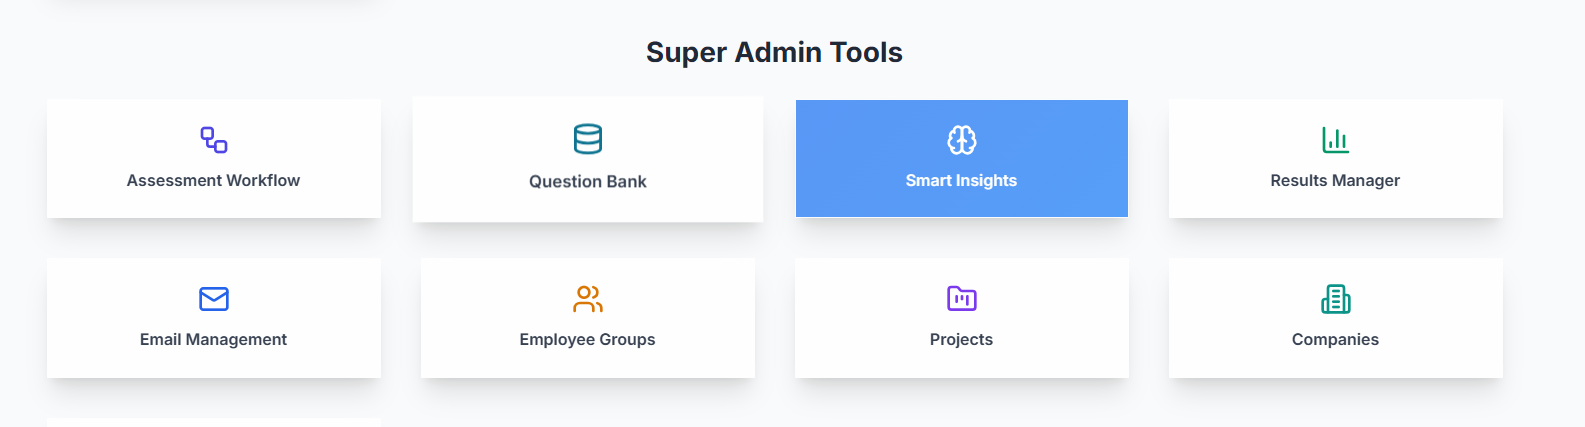 Super Admin Tools
Assessment Workflow
Question Bank
Smart Insights
Results Manager
Email Management
Employee Groups
Projects
Companies